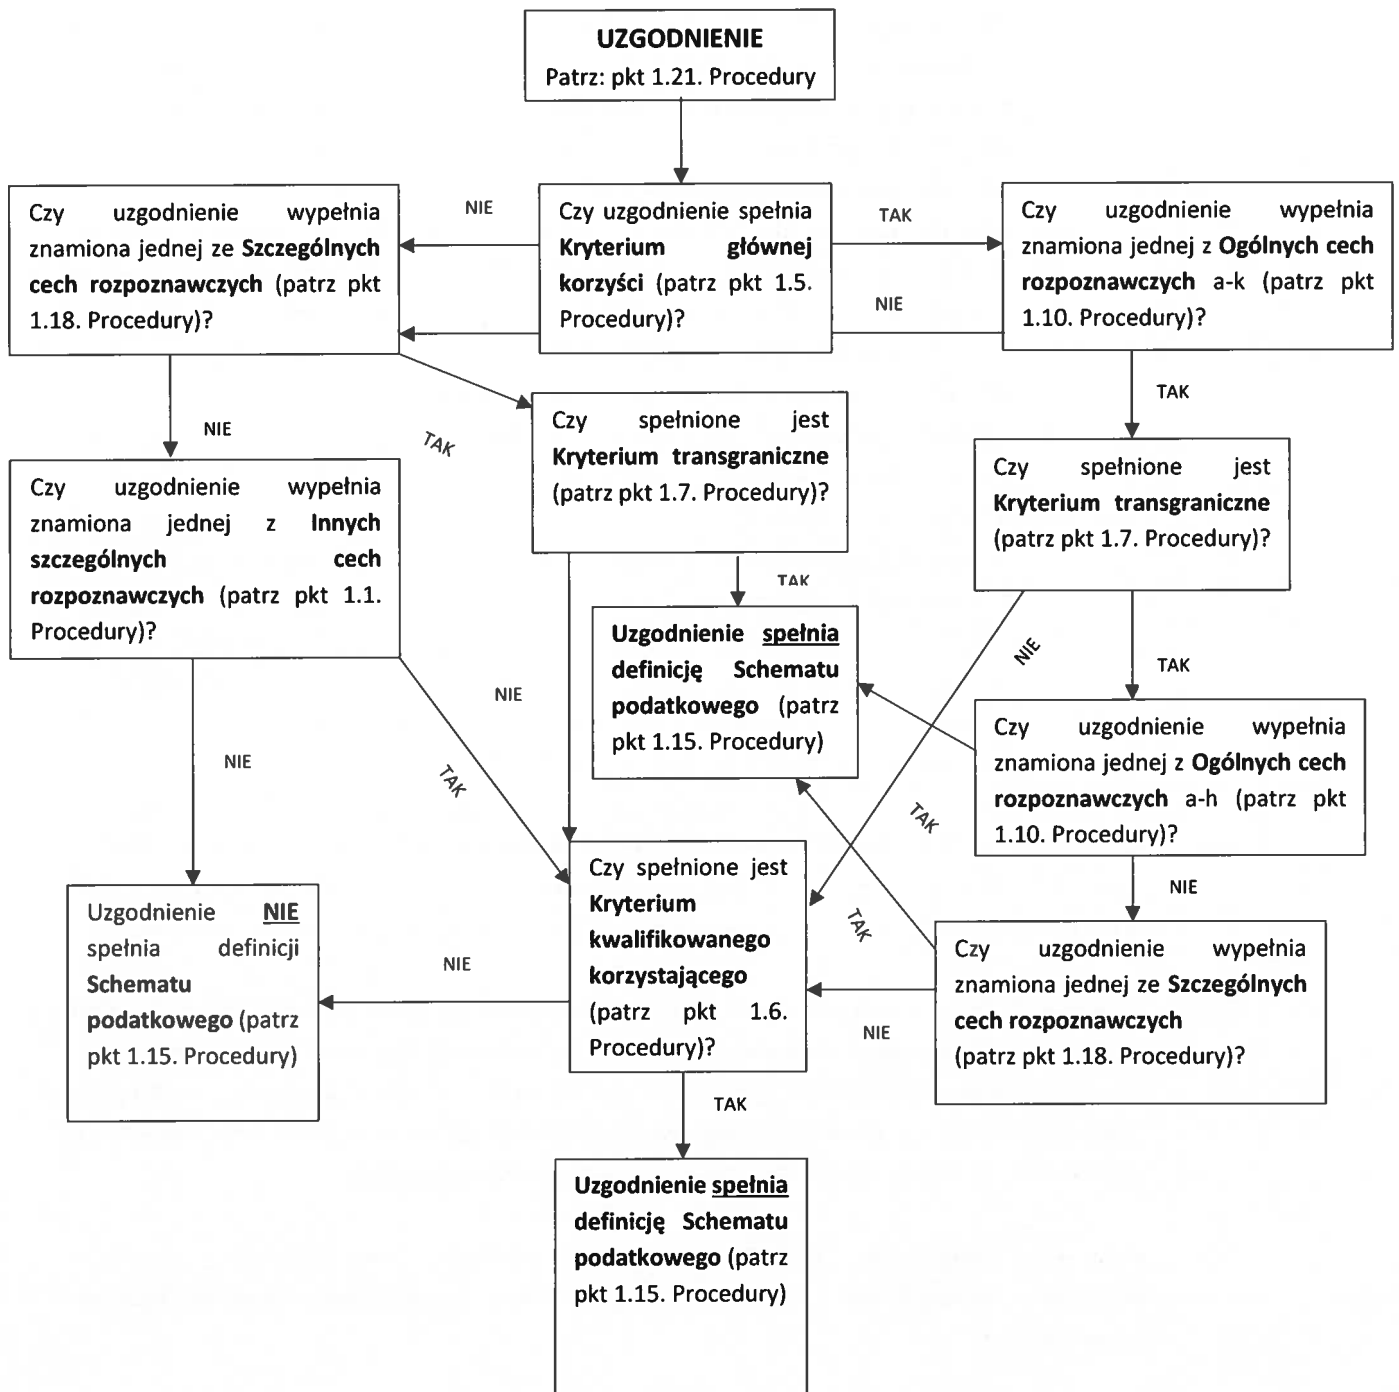 UZGODNIENIE
Patrz: pkt 1.21. Procedury
Czy uzgodnienie wypełnia
znamiona jednej ze Szczególnych
cech rozpoznawczych (patrz pkt
1.18. Procedury)?
NIE
Czy uzgodnienie spełnia
Kryterium głównej
korzyści (patrz pkt 1.5.
Procedury)?
TAK
NIE
Czy uzgodnienie wypełnia
znamiona jednej z Ogólnych cech
rozpoznawczych a-k (patrz pkt
1.10. Procedury)?
NIE
TAK
Czy spełnione jest
Kryterium transgraniczne
(patrz pkt 1.7. Procedury)?
TAK
Czy uzgodnienie wypełnia
znamiona jednej z Innych
szczególnych cech
rozpoznawczych (patrz pkt 1.1.
Procedury)?
Czy spełnione jest
Kryterium transgraniczne
(patrz pkt 1.7. Procedury)?
TAK
NIE
Uzgodnienie spełnia
definicję Schematu
podatkowego (patrz
pkt 1.15. Procedury)
NIE
TAK
NIE
TAK
Czy uzgodnienie wypełnia
znamiona jednej z Ogólnych cech
rozpoznawczych a-h (patrz pkt
1.10. Procedury)?
TAK
NIE
Uzgodnienie NIE
spełnia definicji
Schematu
podatkowego (patrz
pkt 1.15. Procedury)
NIE
Czy spełnione jest
Kryterium
kwalifikowanego
korzystającego
(patrz pkt 1.6.
Procedury)?
TAK
NIE
Czy uzgodnienie wypełnia
znamiona jednej ze Szczególnych
cech rozpoznawczych
(patrz pkt 1.18. Procedury)?
TAK
Uzgodnienie spełnia
definicję Schematu
podatkowego (patrz
pkt 1.15. Procedury)